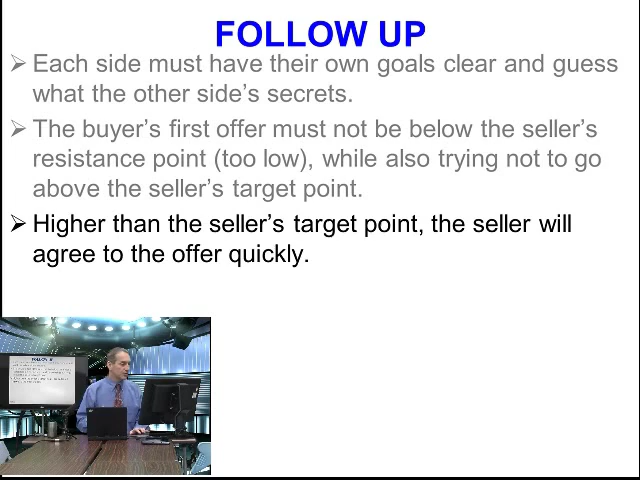 FOLLOW UP
➢ Each side must have their own goals clear and guess
what the other side's secrets.
➢ The buyer's first offer must not be below the seller's
resistance point (too low), while also trying not to go
above the seller's target point.
➢ Higher than the seller's target point, the seller will
agree to the offer quickly.
FOLLOW UP